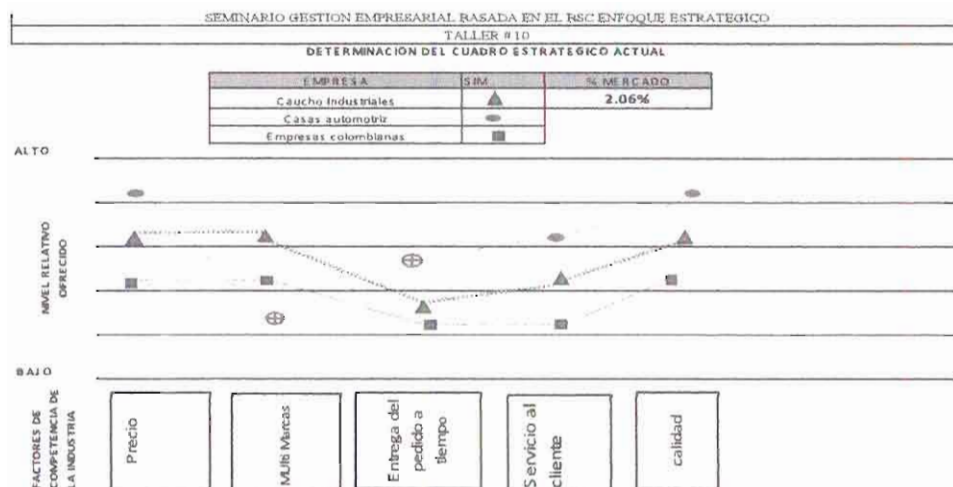 SEMINARIO GESTION EMPRESARIAL BASADA EN EL RSC ENFOQUE ESTRATEGICO
TALLER # 10
DETERMINACION DEL CUADRO ESTRATEGICO ACTUAL
EMPRESA SIM % MERCADO
Caucho Industriales 2.06%
Casas automotriz
Empresas colombianas
ALTO
NIVEL RELATIVO
OFRECIDO
BAJO
FACTORES DE
COMPETENCIA DE
LA INDUSTRIA
Precio
Multi Marcas
Entrega del
pedido a
tiempo
Servicio al
cliente
calidad